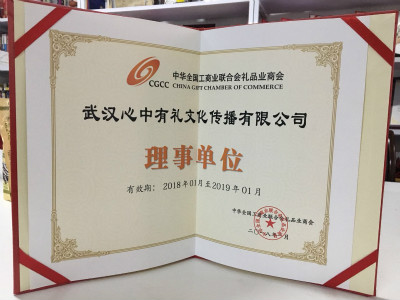 CGCC
中华全国工商业联合会礼品业商会
CHINA GIFT CHAMBER OF COMMERCE
武汉心中有礼文化传播有限公司
理事单位
有效期：2018年01月至2019年01月
中华全国工商业联合会礼品业商会